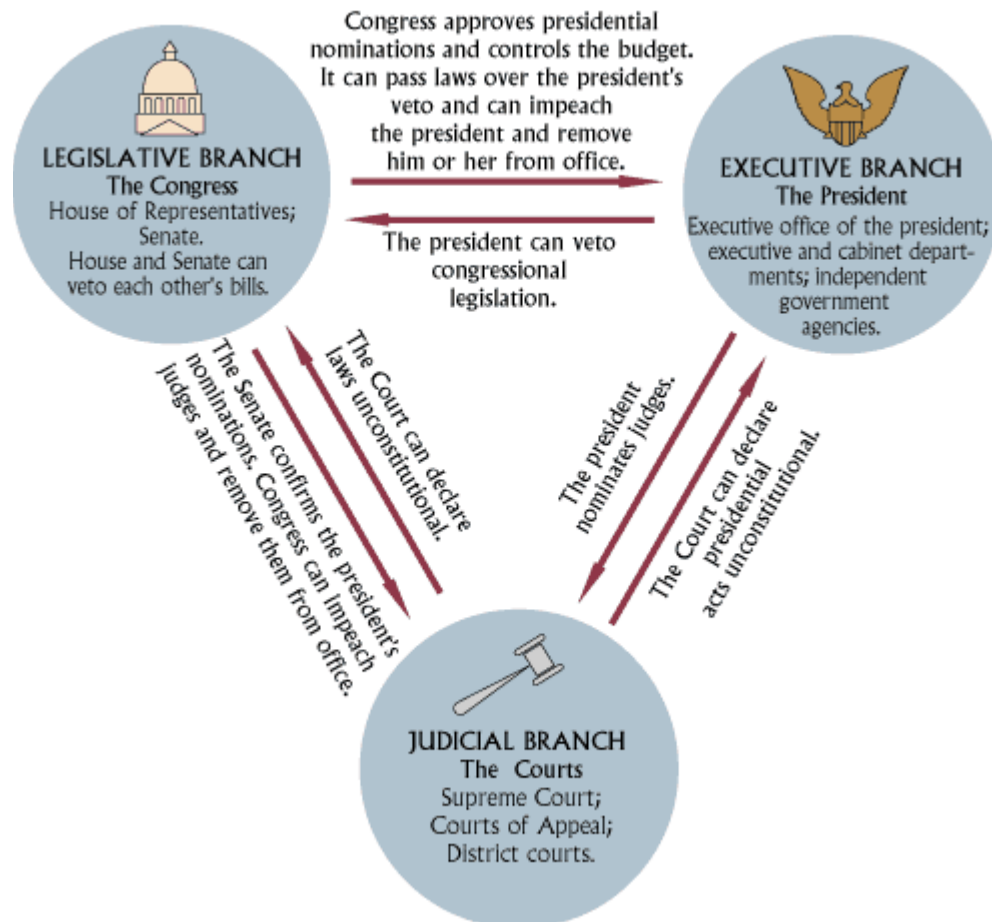 Congress approves presidential
nominations and controls the budget.
It can pass laws over the president's
veto and can impeach
the president and remove
him or her from office.
LEGISLATIVE BRANCH
The Congress
House of Representatives;
Senate.
House and Senate can
veto each other's bills.
EXECUTIVE BRANCH
The President
Executive office of the president;
executive and cabinet depart-
ments; independent
government
agencies.
The president can veto
congressional
legislation.
The Senate confirms the president's
nominations. Congress can Impeach
judges and remove them from office.
The Court can declare
laws unconstitutional.
The president
nominates judges.
The Court can declare
presidential
acts unconstitutional.
JUDICIAL BRANCH
The Courts
Supreme Court;
Courts of Appeal;
District courts.